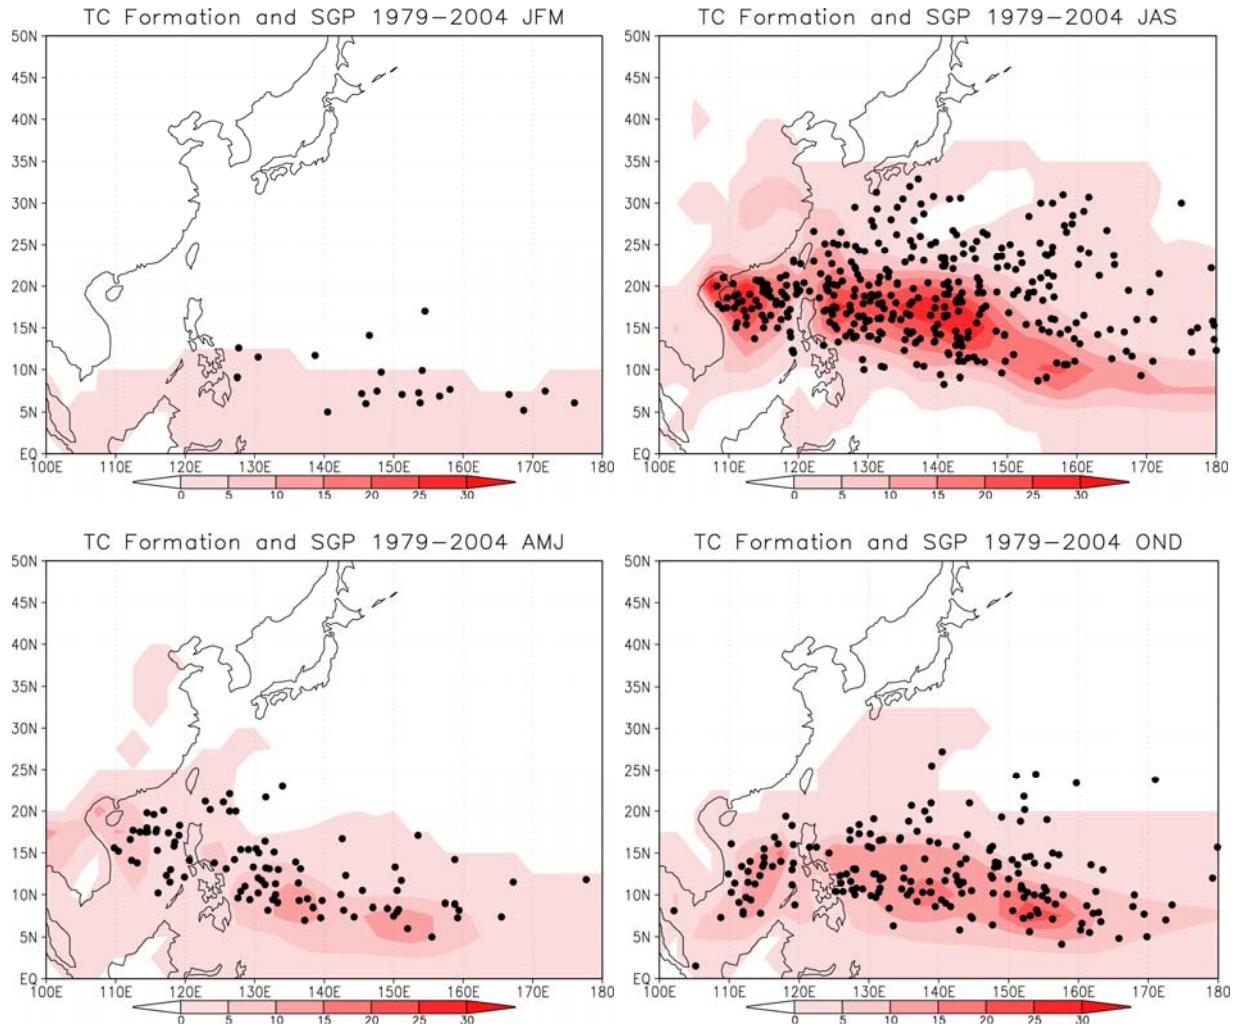 TC Formation and SGP 1979-2004 JFM
50N
45N
40N
35N
30N
25N
20N
15N
10N
5N
EQ
100E 110E 120E 130E 140E 150E 160E 170E 180
0 5 10 15 20 25 30
TC Formation and SGP 1979-2004 JAS
50N
45N
40N
35N
30N
25N
20N
15N
10N
5N
EQ
100E 110E 120E 130E 140E 150E 160E 170E 180
0 5 10 15 20 25 30
TC Formation and SGP 1979-2004 AMJ
50N
45N
40N
35N
30N
25N
20N
15N
10N
5N
EQ
100E 110E 120E 130E 140E 150E 160E 170E 180
0 5 10 15 20 25 30
TC Formation and SGP 1979-2004 OND
50N
45N
40N
35N
30N
25N
20N
15N
10N
5N
EQ
100E 110E 120E 130E 140E 150E 160E 170E 180
0 5 10 15 20 25 30